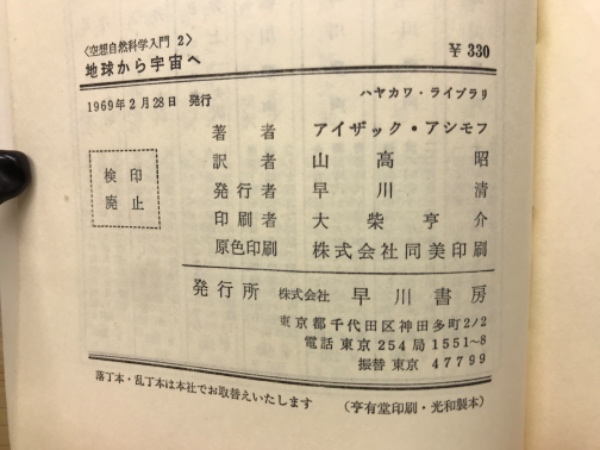 〈空想自然科学入門 2〉
地球から宇宙へ
￥330
ハヤカワ・ライブラリ
1969年2月28日 発行
著者 アイザック・アシモフ
訳者 山高昭
発行者 早川清
印刷者 大柴亨介
原色印刷 株式会社同美印刷
検印
廃止
発行所 株式会社 早川書房
東京都千代田区神田多町2ノ2
電話 東京 254局 1551〜8
振替 東京 47799
落丁本・乱丁本は本社でお取替えいたします
（亨有堂印刷・光和製本）